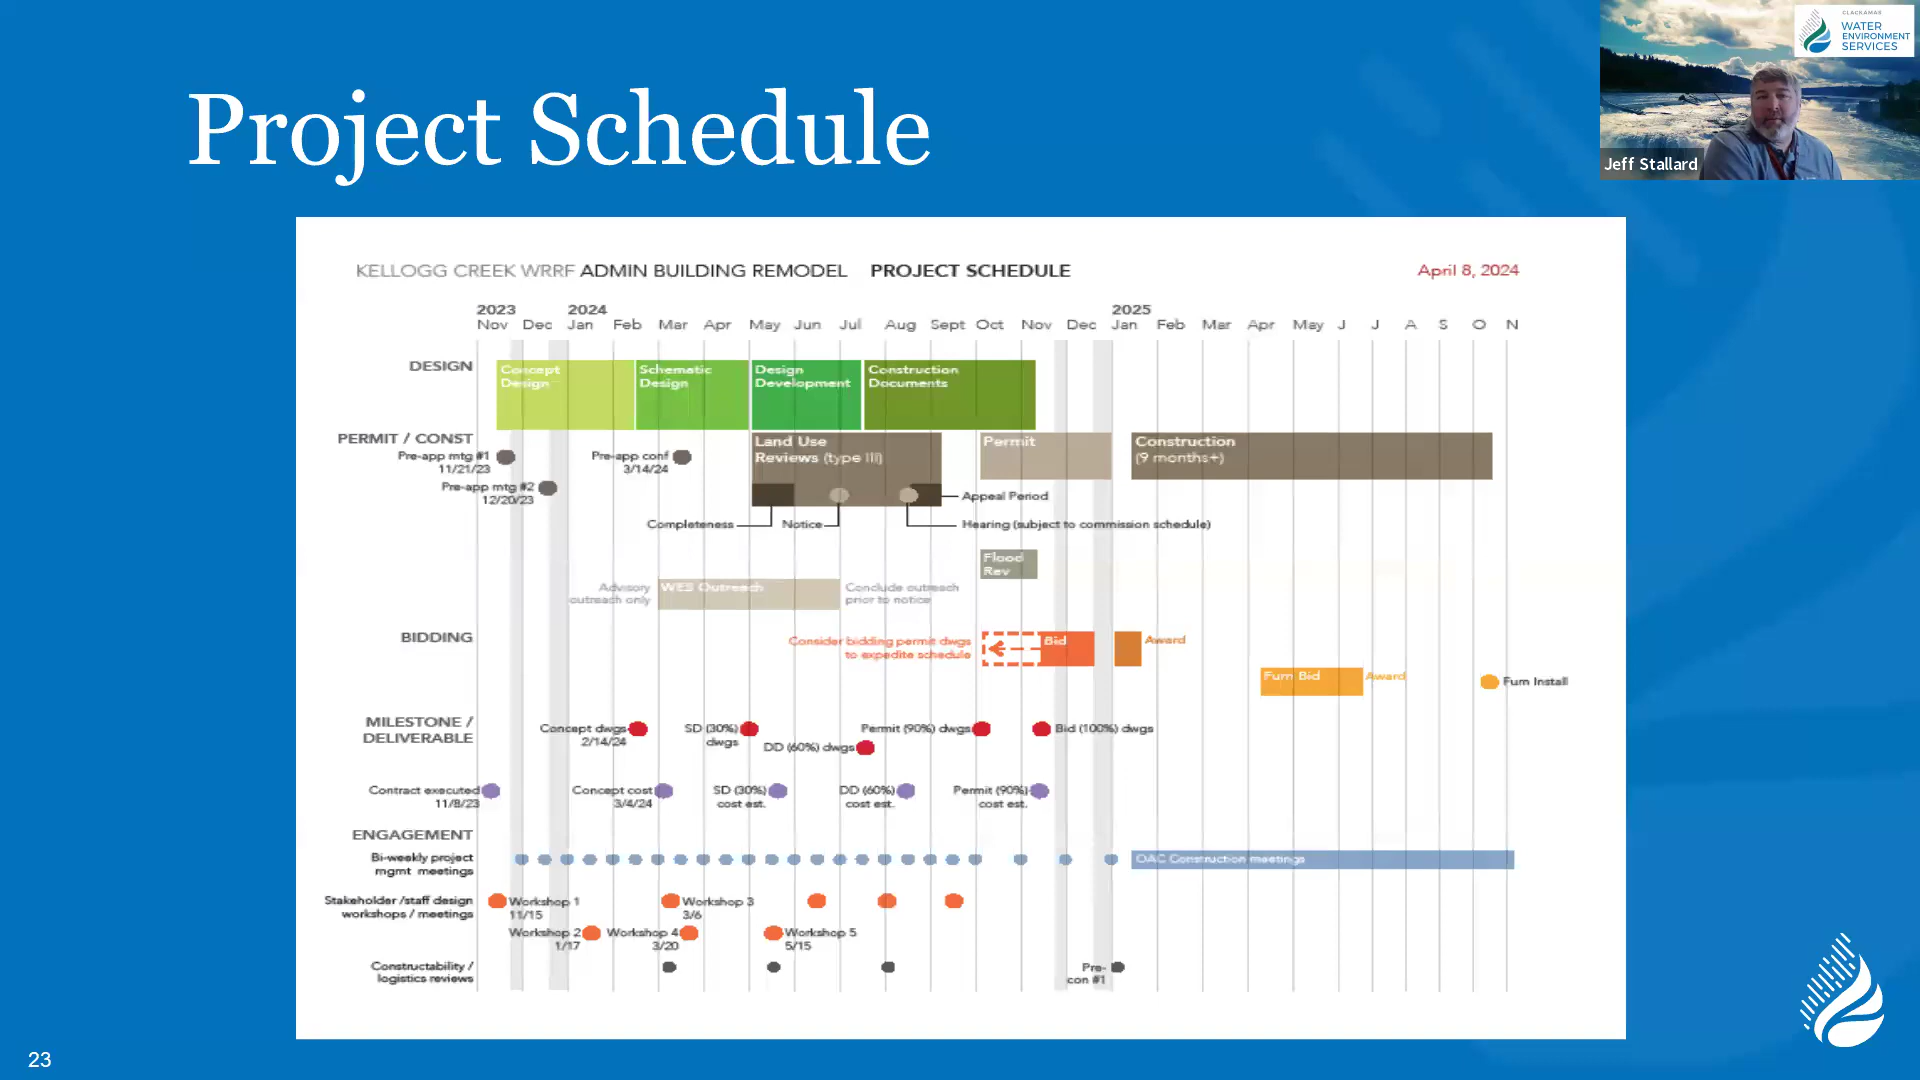 Project Schedule
CLACKAMAS
WATER
ENVIRONMENT
SERVICES
Jeff Stallard
KELLOGG CREEK WRRF ADMIN BUILDING REMODEL PROJECT SCHEDULE
April 8, 2024
2023 2024 2025
Nov Dec Jan Feb Mar Apr May Jun Jul Aug Sept Oct Nov Dec Jan Feb Mar Apr May J J A S O N
DESIGN
Concept
Design
Schematic
Design
Design
Development
Construction
Documents
PERMIT / CONST
Pre-app mtg #1
11/21/23
Pre-app mtg #2
12/20/23
Pre-app conf
3/14/24
Land Use
Reviews (type III)
Permit
Construction
(9 months+)
Appeal Period
Completeness
Notice
Hearing (subject to commission schedule)
Flood
Rev
Advisory
outreach only
WES Outreach
Conclude outreach
prior to notice
BIDDING
Consider bidding permit dwgs
to expedite schedule
Bid
Award
Furn Bid
Award
Furn Install
MILESTONE /
DELIVERABLE
Concept dwgs
2/14/24
SD (30%)
dwgs
DD (60%) dwgs
Permit (90%) dwgs
Bid (100%) dwgs
Contract executed
11/8/23
Concept cost
3/4/24
SD (30%)
cost est.
DD (60%)
cost est.
Permit (90%)
cost est.
ENGAGEMENT
Bi-weekly project
mgmt meetings
OAC Construction meetings
Stakeholder /staff design
workshops / meetings
Workshop 1
11/15
Workshop 2
1/17
Workshop 3
3/6
Workshop 4
3/20
Workshop 5
5/15
Constructability /
logistics reviews
Pre-
con #1
23